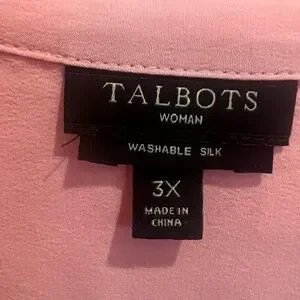 TALBOTS
WOMAN
WASHABLE SILK
3X
MADE IN
CHINA